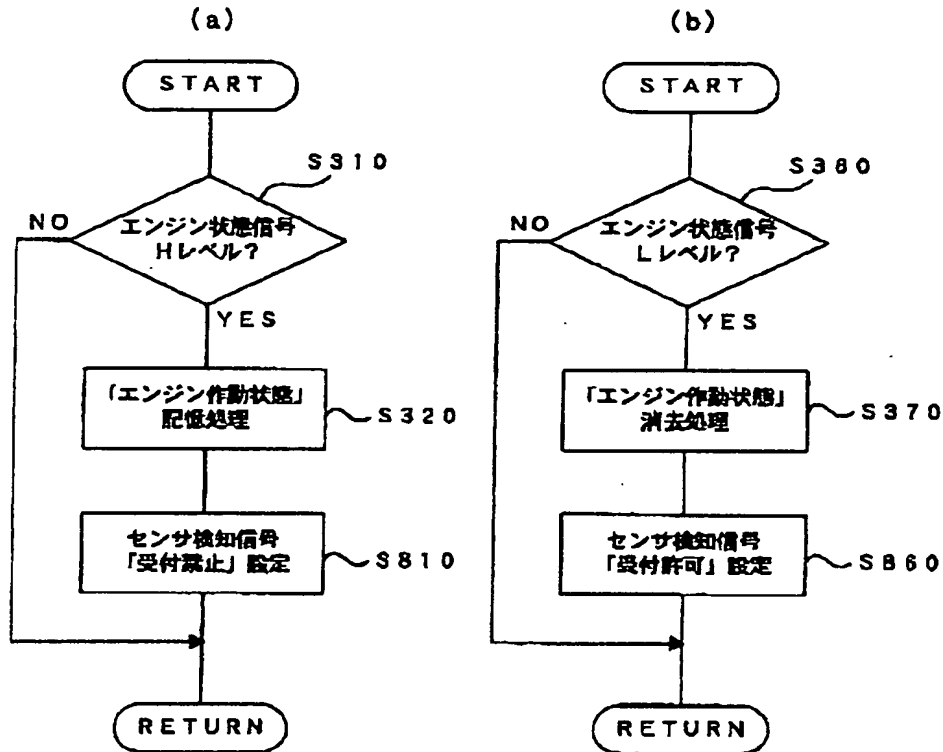 (a)
START
S310
NO
エンジン状態信号
Hレベル?
YES
「エンジン作動状態」
記憶処理
S320
センサ検知信号
「受付禁止」設定
S810
RETURN
(b)
START
S380
NO
エンジン状態信号
Lレベル?
YES
「エンジン作動状態」
消去処理
S370
センサ検知信号
「受付許可」設定
S860
RETURN